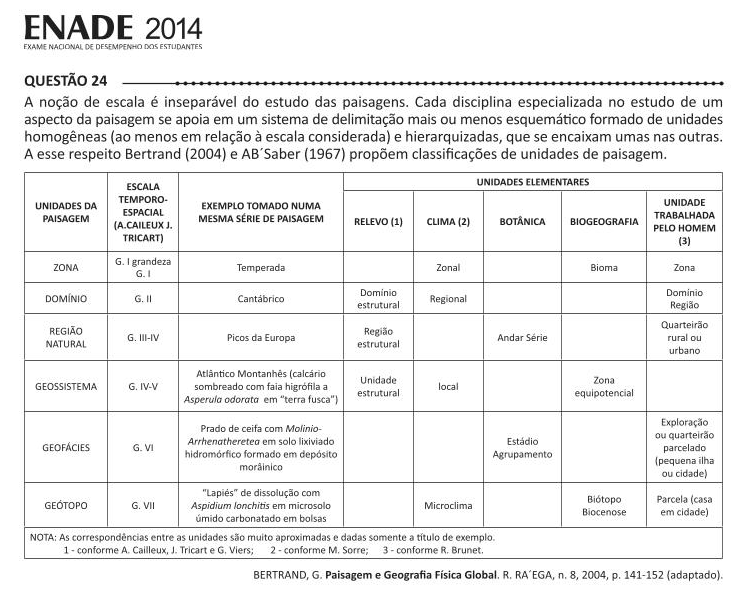 ENADE 2014
EXAME NACIONAL DE DESEMPENHO DOS ESTUDANTES
QUESTÃO 24
A noção de escala é inseparável do estudo das paisagens. Cada disciplina especializada no estudo de um
aspecto da paisagem se apoia em um sistema de delimitação mais ou menos esquemático formado de unidades
homogêneas (ao menos em relação à escala considerada) e hierarquizadas, que se encaixam umas nas outras.
A esse respeito Bertrand (2004) e AB´Saber (1967) propõem classificações de unidades de paisagem.
UNIDADES DA
PAISAGEM
ESCALA
TEMPORO-
ESPACIAL
(A.CAILEUX J.
TRICART)
EXEMPLO TOMADO NUMA
MESMA SÉRIE DE PAISAGEM
UNIDADES ELEMENTARES
RELEVO (1)
CLIMA (2)
BOTÂNICA
BIOGEOGRAFIA
UNIDADE
TRABALHADA
PELO HOMEM
(3)
ZONA
G. I grandeza
G. I
Temperada
Zonal
Bioma
Zona
DOMÍNIO
G. II
Cantábrico
Domínio
estrutural
Regional
Domínio
Região
REGIÃO
NATURAL
G. III-IV
Picos da Europa
Região
estrutural
Andar Série
Quarteirão
rural ou
urbano
GEOSSISTEMA
G. IV-V
Atlântico Montanhês (calcário
sombreado com faia higrófila a
Asperula odorata em “terra fusca”)
Unidade
estrutural
local
Zona
equipotencial
GEOFÁCIES
G. VI
Prado de ceifa com Molinio-
Arrhenatheretea em solo lixiviado
hidromórfico formado em depósito
morâinico
Estádio
Agrupamento
Exploração
ou quarteirão
parcelado
(pequena ilha
ou cidade)
GEÓTOPO
G. VII
“Lapiés” de dissolução com
Aspidium lonchitis em microsolo
úmido carbonatado em bolsas
Microclima
Biótopo
Biocenose
Parcela (casa
em cidade)
NOTA: As correspondências entre as unidades são muito aproximadas e dadas somente a título de exemplo.
1 - conforme A. Cailleux, J. Tricart e G. Viers; 2 - conforme M. Sorre; 3 - conforme R. Brunet.
BERTRAND, G. Paisagem e Geografia Física Global. R. RA´EGA, n. 8, 2004, p. 141-152 (adaptado).